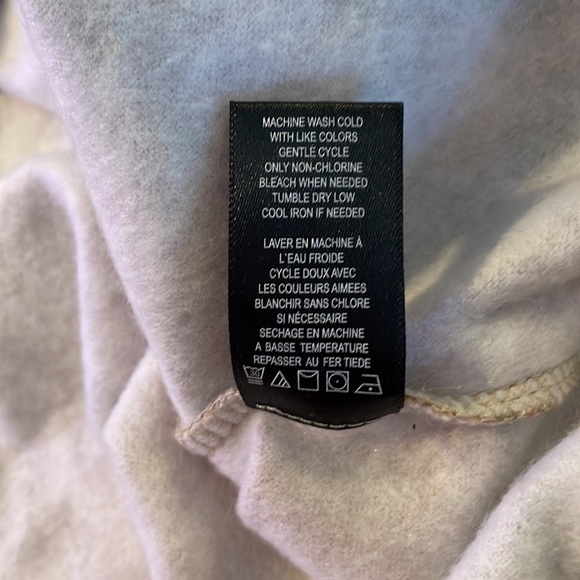 MACHINE WASH COLD
WITH LIKE COLORS
GENTLE CYCLE
ONLY NON-CHLORINE
BLEACH WHEN NEEDED
TUMBLE DRY LOW
COOL IRON IF NEEDED
LAVER EN MACHINE À
L'EAU FROIDE
CYCLE DOUX AVEC
LES COULEURS AIMEES
BLANCHIR SANS CHLORE
SI NÉCESSAIRE
SECHAGE EN MACHINE
A BASSE TEMPERATURE
REPASSER AU FER TIEDE
30